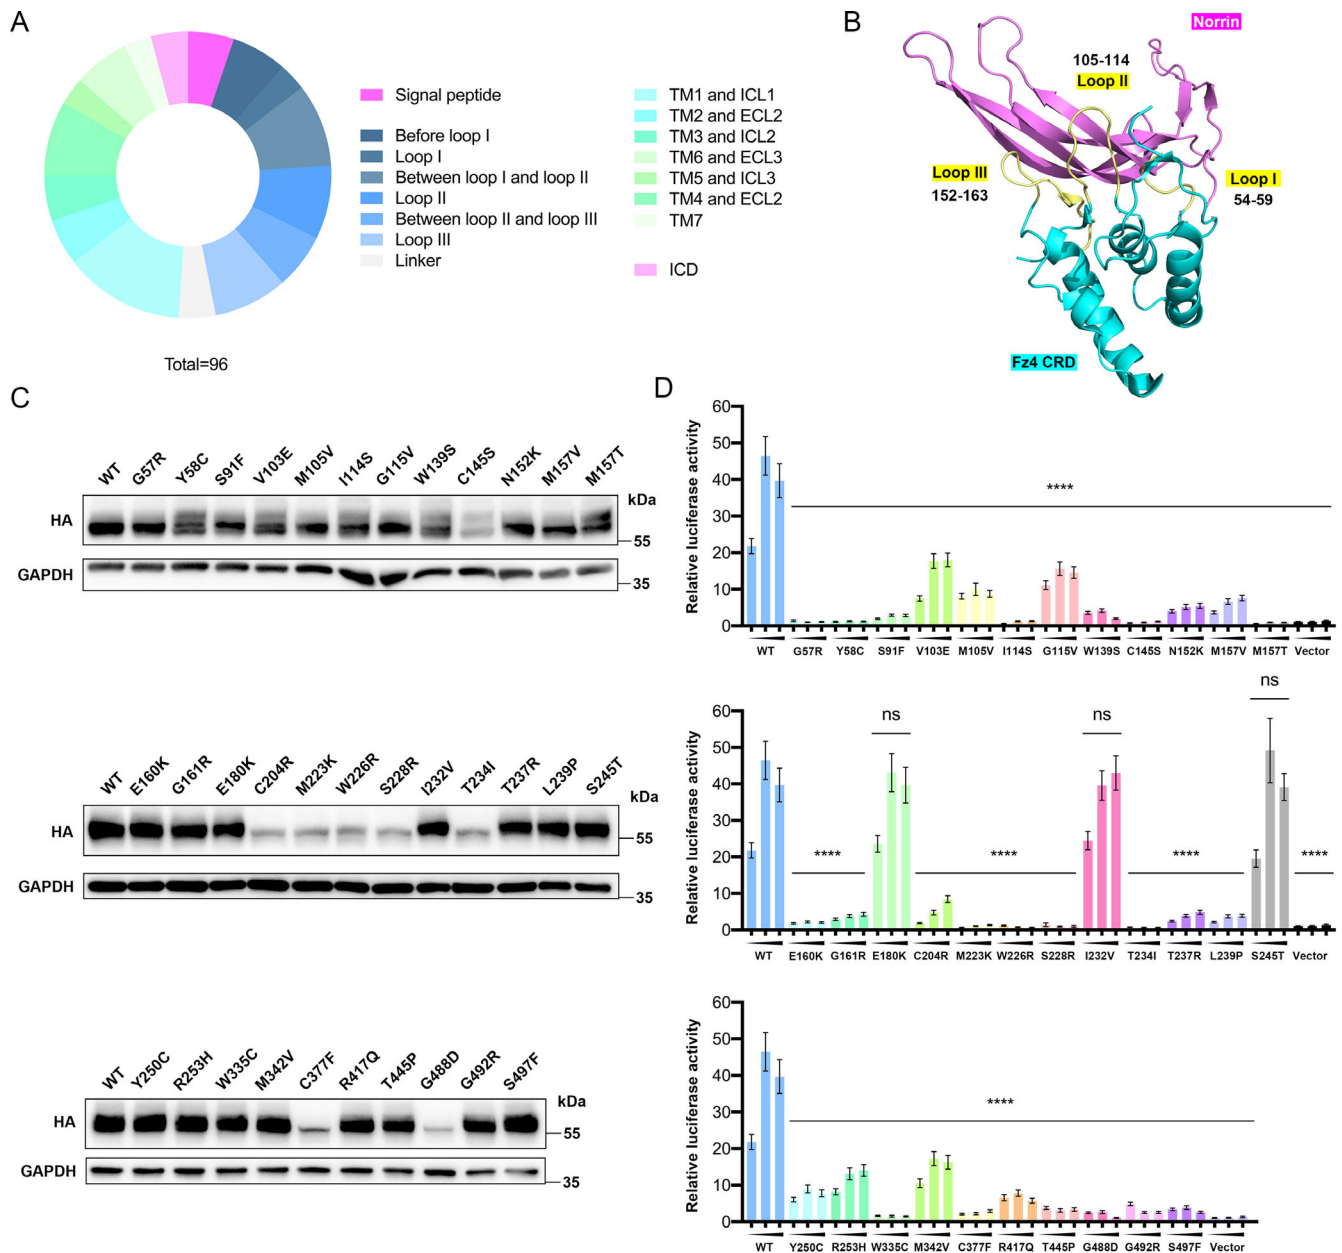 A
Signal peptide
Before loop I
Loop I
Between loop I and loop II
Loop II
Between loop II and loop III
Loop III
Linker
TM1 and ICL1
TM2 and ECL2
TM3 and ICL2
TM6 and ECL3
TM5 and ICL3
TM4 and ECL2
TM7
ICD
Total=96
B
Norrin
105-114
Loop II
Loop III
152-163
Loop I
54-59
Fz4 CRD
C
WT G57R Y58C S91F V103E M105V I114S G115V W139S C145S N152K M157V M157T
kDa
HA
55
GAPDH
35
WT E160K G161R E180K C204R M223K W226R S228R I232V T234I T237R L239P S245T
kDa
HA
55
GAPDH
35
WT Y250C R253H W335C M342V C377F R417Q T445P G488D G492R S497F
kDa
HA
55
GAPDH
35
D
Relative luciferase activity
60
50
40
30
20
10
0
****
WT G57R Y58C S91F V103E M105V I114S G115V W139S C145S N152K M157V M157T Vector
Relative luciferase activity
60
50
40
30
20
10
0
ns ns ns
**** **** **** ****
WT E160K G161R E180K C204R M223K W226R S228R I232V T234I T237R L239P S245T Vector
Relative luciferase activity
60
50
40
30
20
10
0
****
WT Y250C R253H W335C M342V C377F R417Q T445P G488D G492R S497F Vector